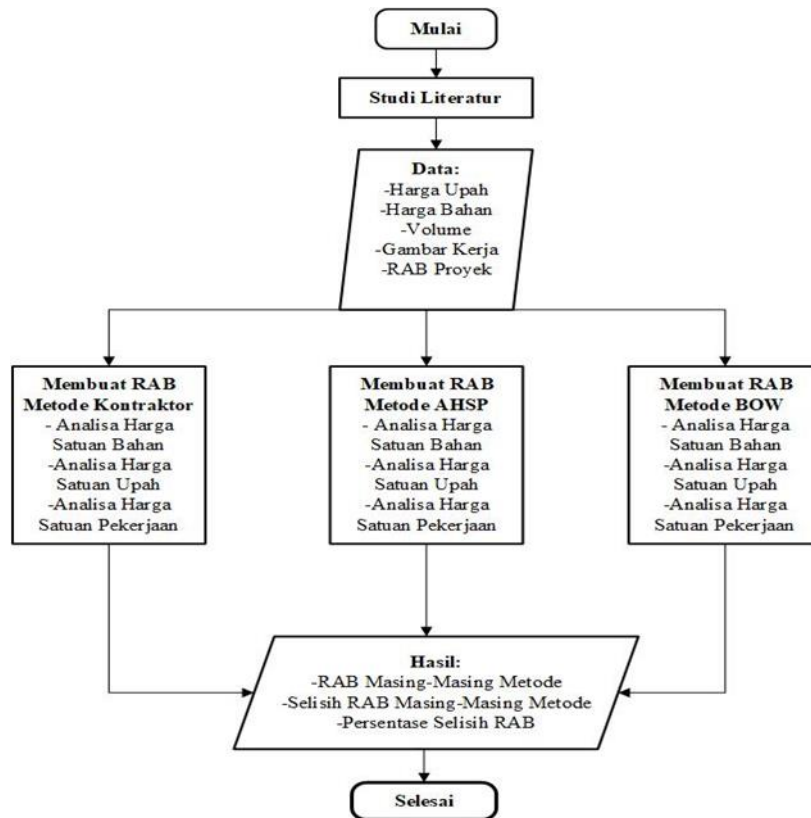 Mulai
Studi Literatur
Data:
-Harga Upah
-Harga Bahan
-Volume
-Gambar Kerja
-RAB Proyek
Membuat RAB
Metode Kontraktor
- Analisa Harga
Satuan Bahan
-Analisa Harga
Satuan Upah
-Analisa Harga
Satuan Pekerjaan
Membuat RAB
Metode AHSP
- Analisa Harga
Satuan Bahan
-Analisa Harga
Satuan Upah
-Analisa Harga
Satuan Pekerjaan
Membuat RAB
Metode BOW
- Analisa Harga
Satuan Bahan
-Analisa Harga
Satuan Upah
-Analisa Harga
Satuan Pekerjaan
Hasil:
-RAB Masing-Masing Metode
-Selisih RAB Masing-Masing Metode
-Persentase Selisih RAB
Selesai